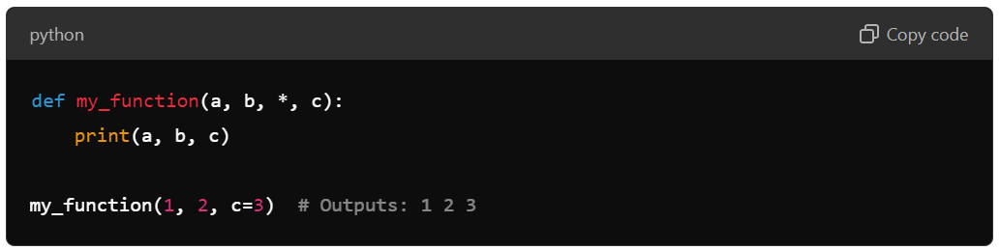 python
Copy code
def my_function(a, b, *, c):
    print(a, b, c)
my_function(1, 2, c=3)  # Outputs: 1 2 3